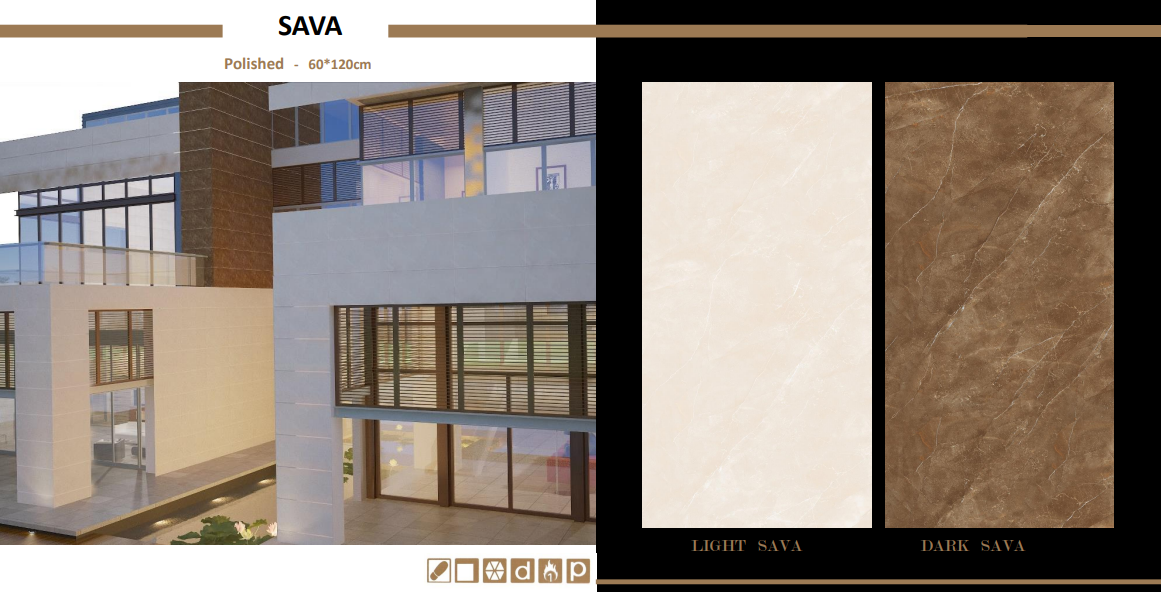 SAVA
Polished - 60*120cm
d
p
LIGHT SAVA
DARK SAVA